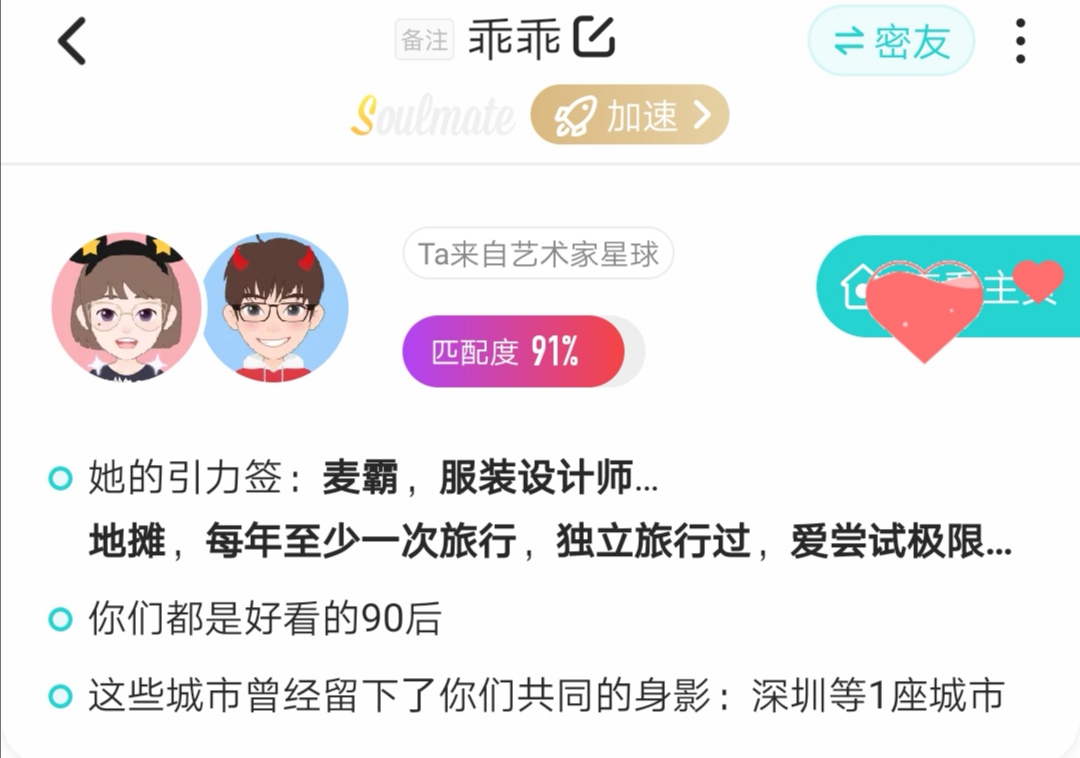 备注 乖乖 密友
Soulmate 加速
Ta来自艺术家星球
匹配度 91%
主
她的引力签：麦霸，服装设计师...
地摊，每年至少一次旅行，独立旅行过，爱尝试极限...
你们都是好看的90后
这些城市曾经留下了你们共同的身影：深圳等1座城市